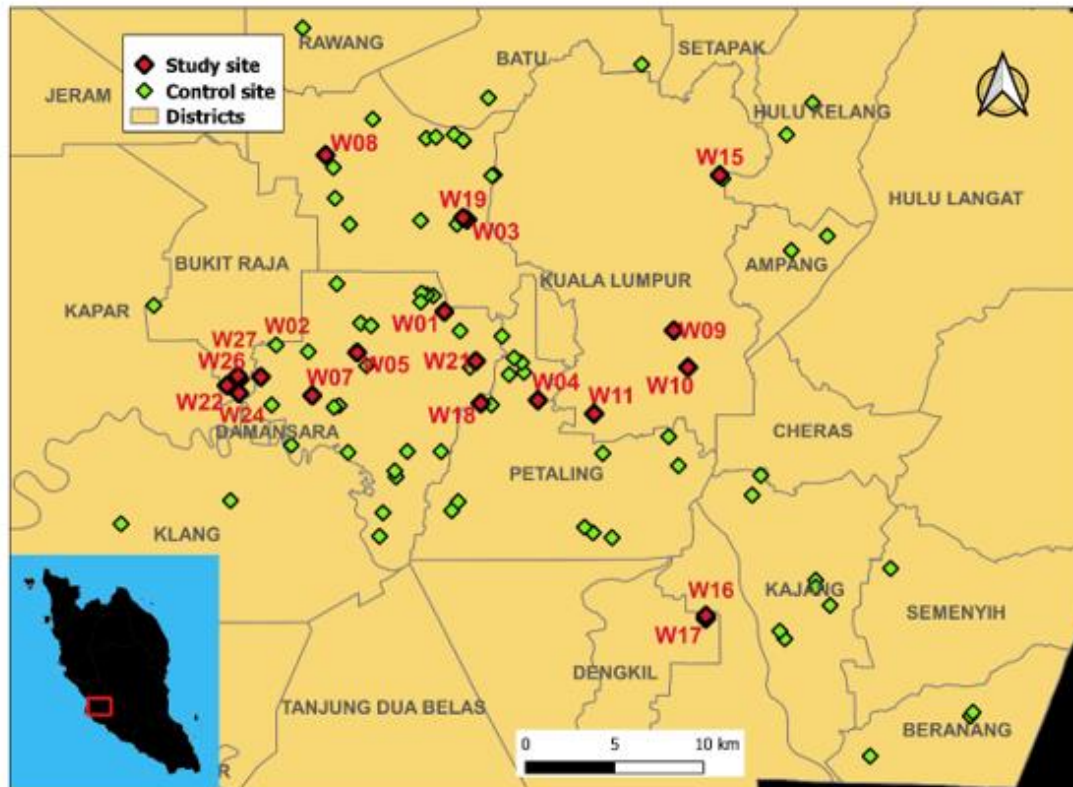 RAWANG
SETAPAK
BATU
Study site
Control site
Districts
JERAM
HULU KELANG
W08
W15
HULU LANGAT
W19
W03
BUKIT RAJA
AMPANG
KUALA LUMPUR
KAPAR
W27
W02
W01
W09
W26
W05
W21
W10
W07
W04
W22
W24
W18
W11
DAMANSARA
CHERAS
PETALING
KLANG
KAJANG
W16
SEMENYIH
W17
DENGKIL
TANJUNG DUA BELAS
BERANANG
0 5 10 km
R